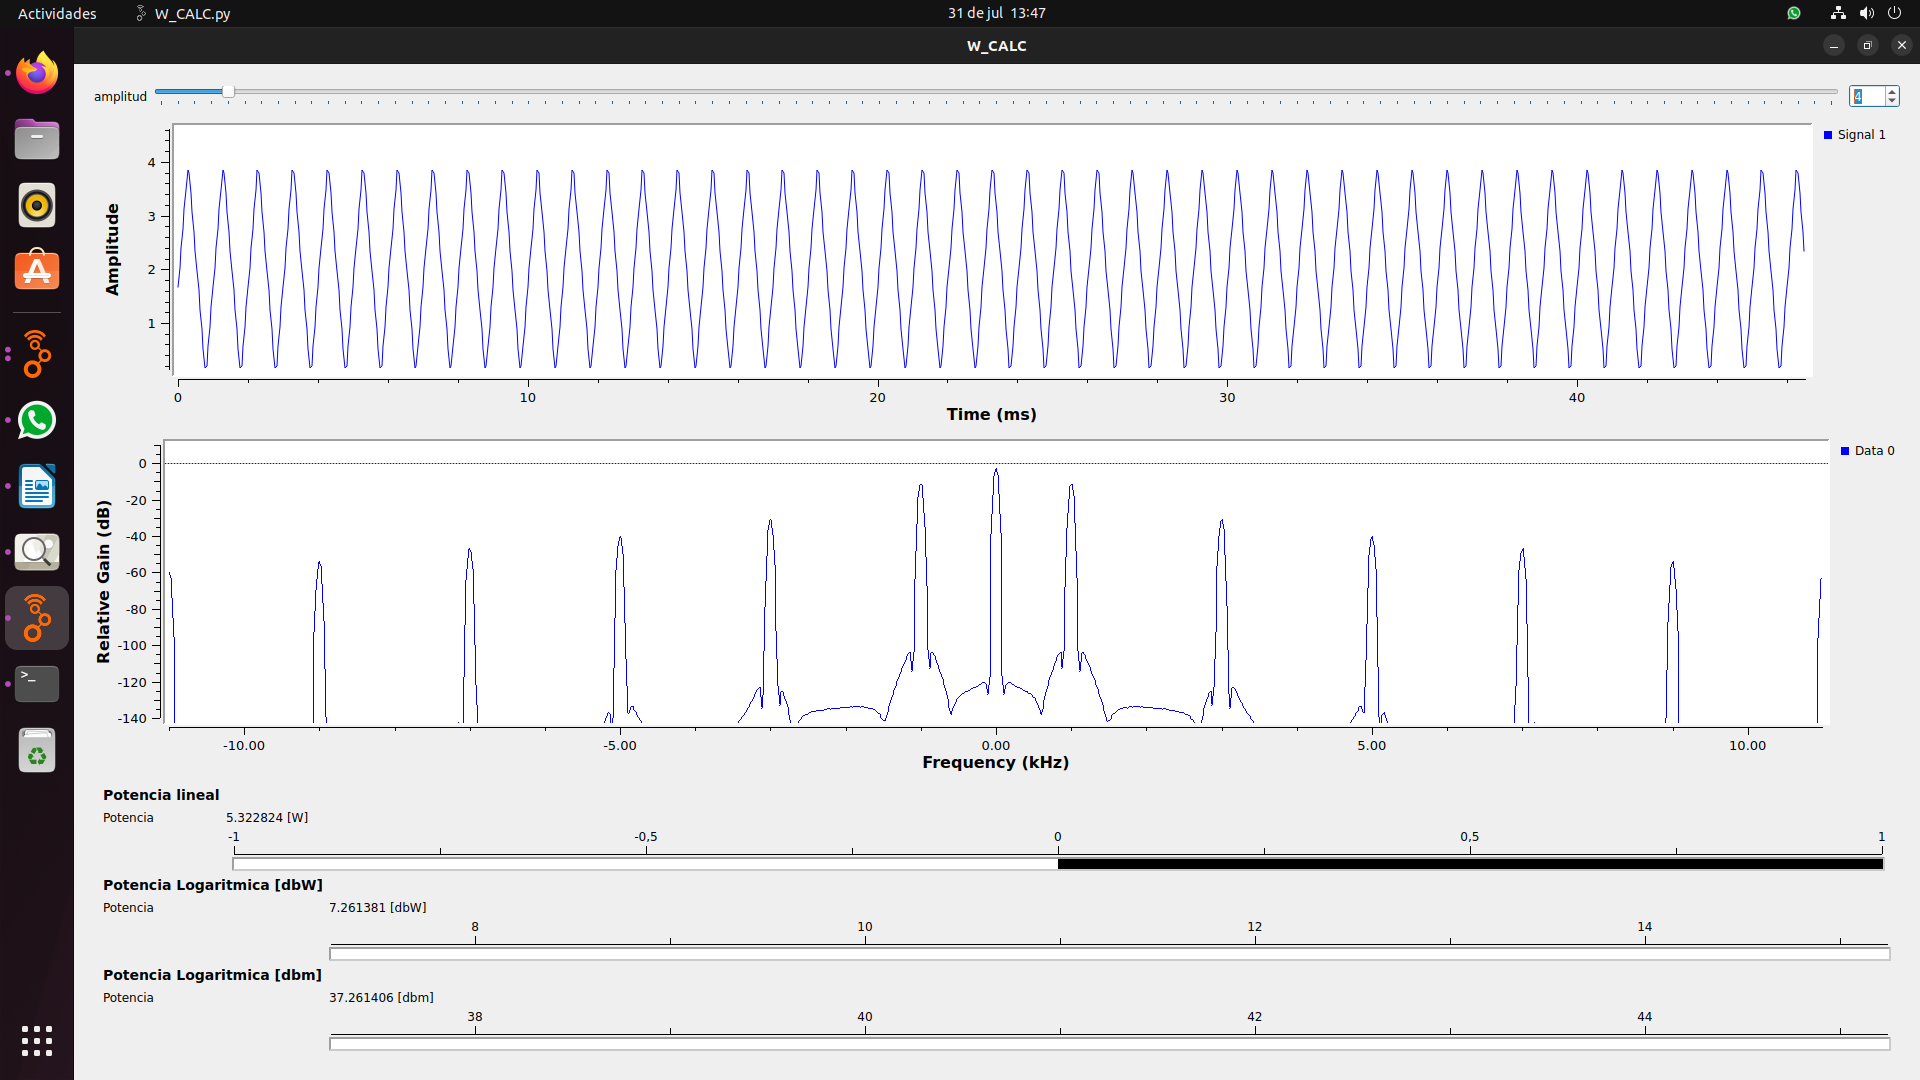 Actividades W_CALC.py 31 de jul 13:47
W_CALC
amplitud 4
Signal 1
4
3
2
1
Amplitude
0 10 20 30 40
Time (ms)
Data 0
0
-20
-40
-60
-80
-100
-120
-140
Relative Gain (dB)
-10.00 -5.00 0.00 5.00 10.00
Frequency (kHz)
Potencia lineal
Potencia 5.322824 [W]
-1 -0,5 0 0,5 1
Potencia Logaritmica [dbW]
Potencia 7.261381 [dbW]
8 10 12 14
Potencia Logaritmica [dbm]
Potencia 37.261406 [dbm]
38 40 42 44